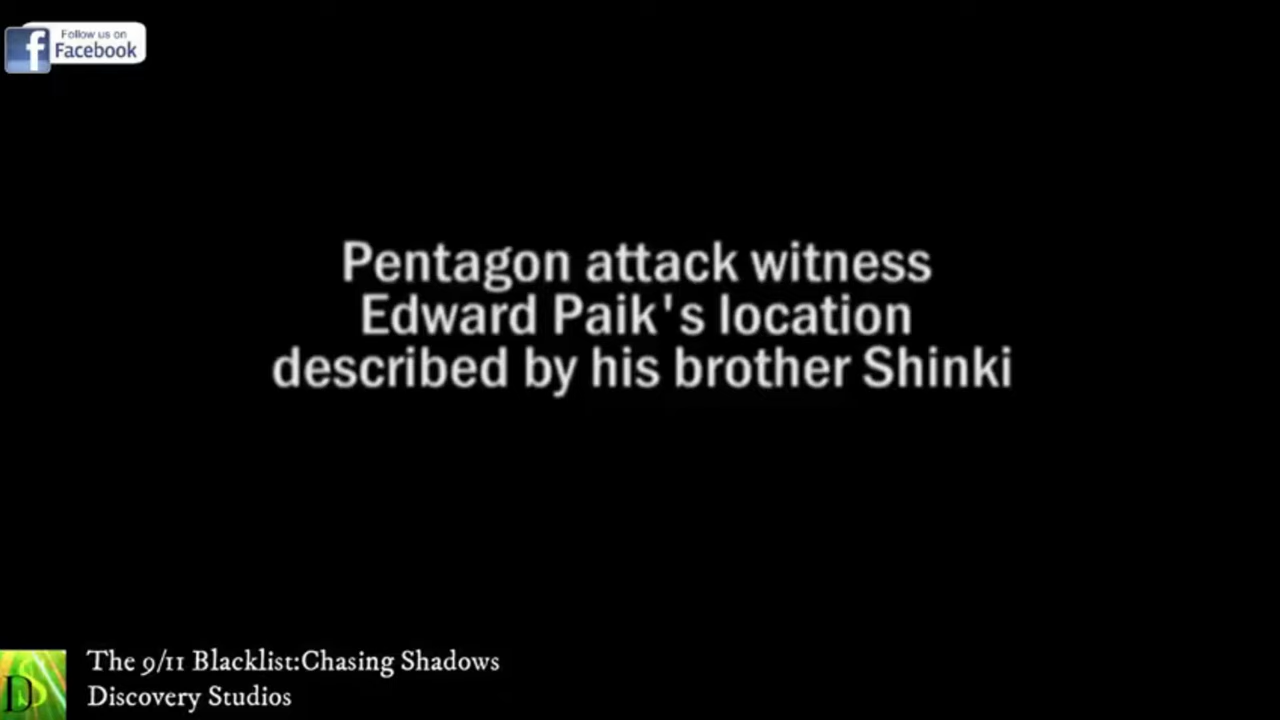 Follow us on
Facebook
Pentagon attack witness
Edward Paik's location
described by his brother Shinki
The 9/11 Blacklist:Chasing Shadows
Discovery Studios